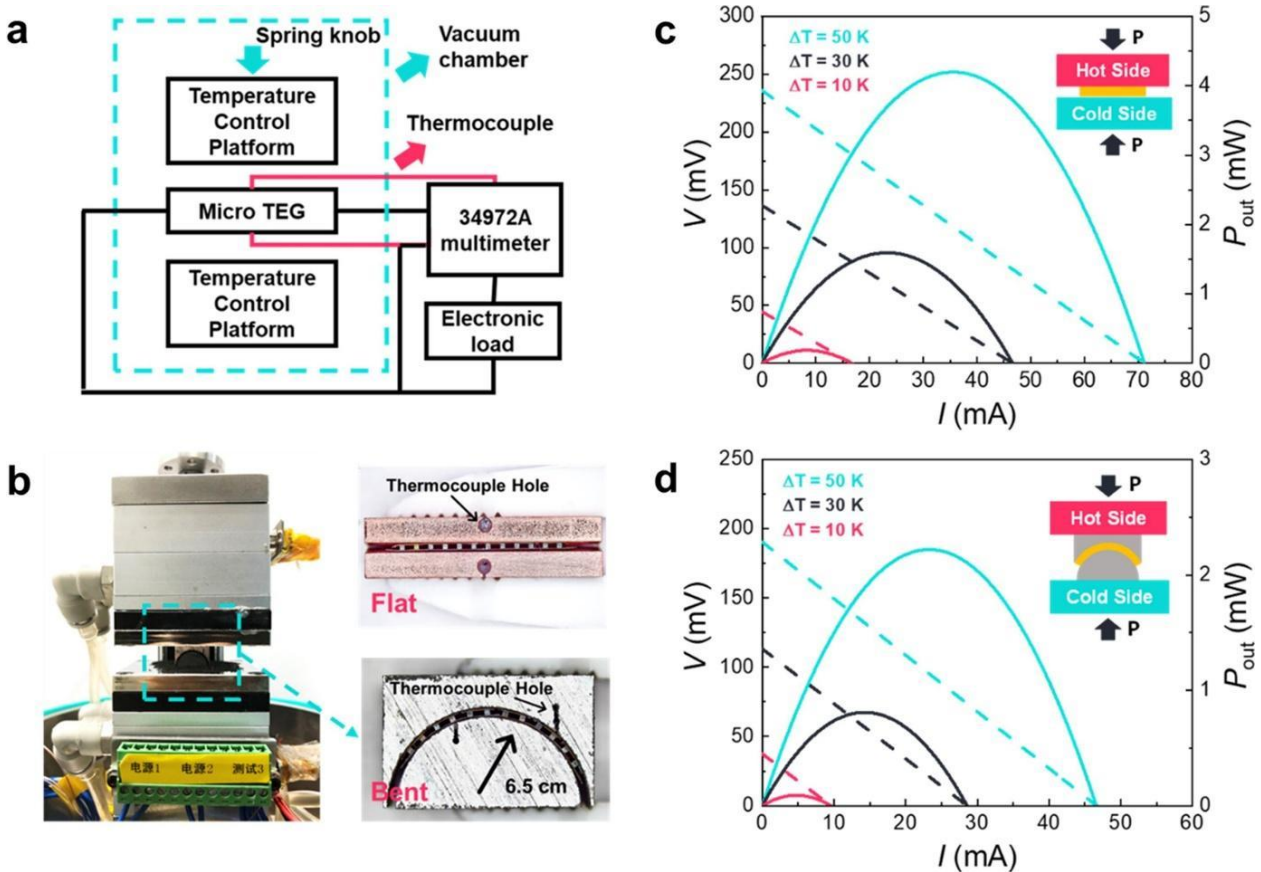 a
Spring knob
Vacuum
chamber
Temperature
Control
Platform
Thermocouple
Micro TEG
34972A
multimeter
Temperature
Control
Platform
Electronic
load
b
电源1 电源2 测试3
Thermocouple Hole
Flat
Thermocouple Hole
6.5 cm
Bent
c
300
250
200
150
100
50
0
V (mV)
ΔT = 50 K
ΔT = 30 K
ΔT = 10 K
P
Hot Side
Cold Side
P
5
4
3
2
1
0
Pout (mW)
0 10 20 30 40 50 60 70 80
I (mA)
d
250
200
150
100
50
0
V (mV)
ΔT = 50 K
ΔT = 30 K
ΔT = 10 K
P
Hot Side
Cold Side
P
3
2
1
0
Pout (mW)
0 10 20 30 40 50 60
I (mA)